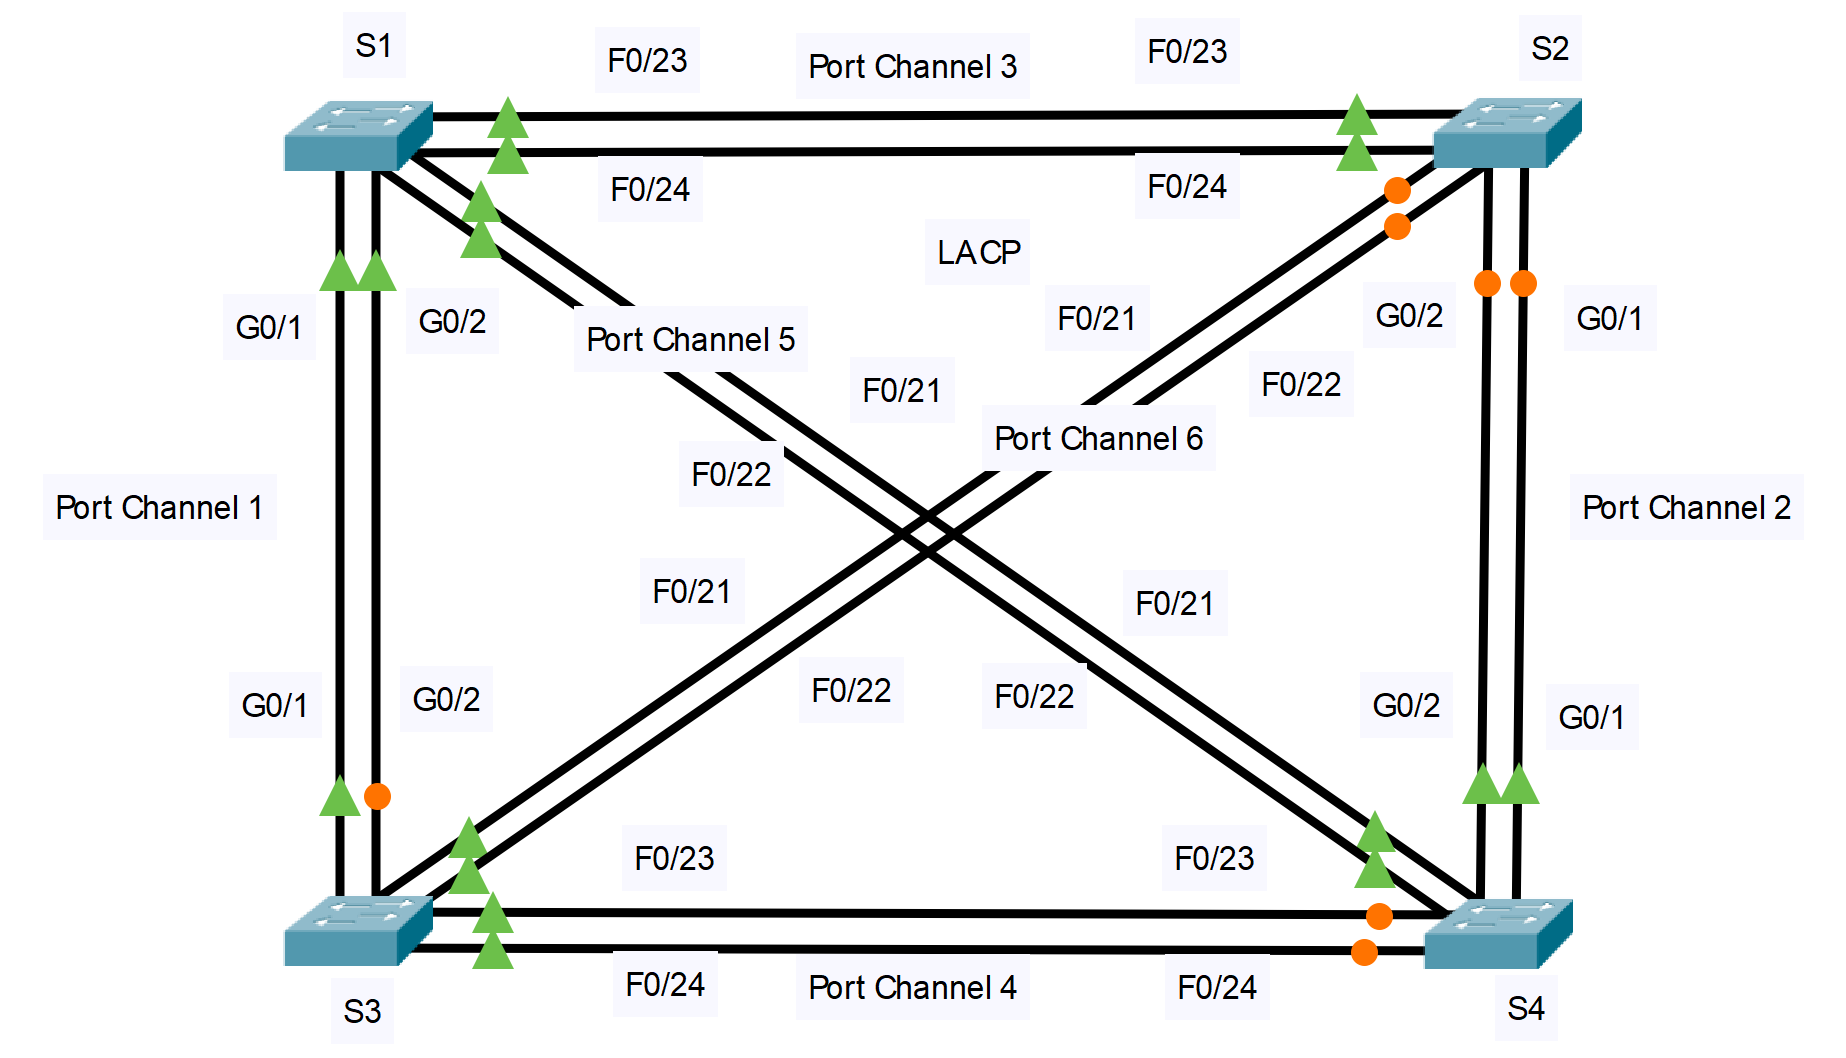 S1
F0/23
Port Channel 3
F0/23
S2
F0/24
F0/24
LACP
G0/1
G0/2
Port Channel 5
F0/21
G0/2
G0/1
F0/21
F0/22
Port Channel 6
F0/22
Port Channel 1
Port Channel 2
F0/21
F0/21
G0/1
G0/2
F0/22
F0/22
G0/2
G0/1
F0/23
F0/23
F0/24
Port Channel 4
F0/24
S3
S4